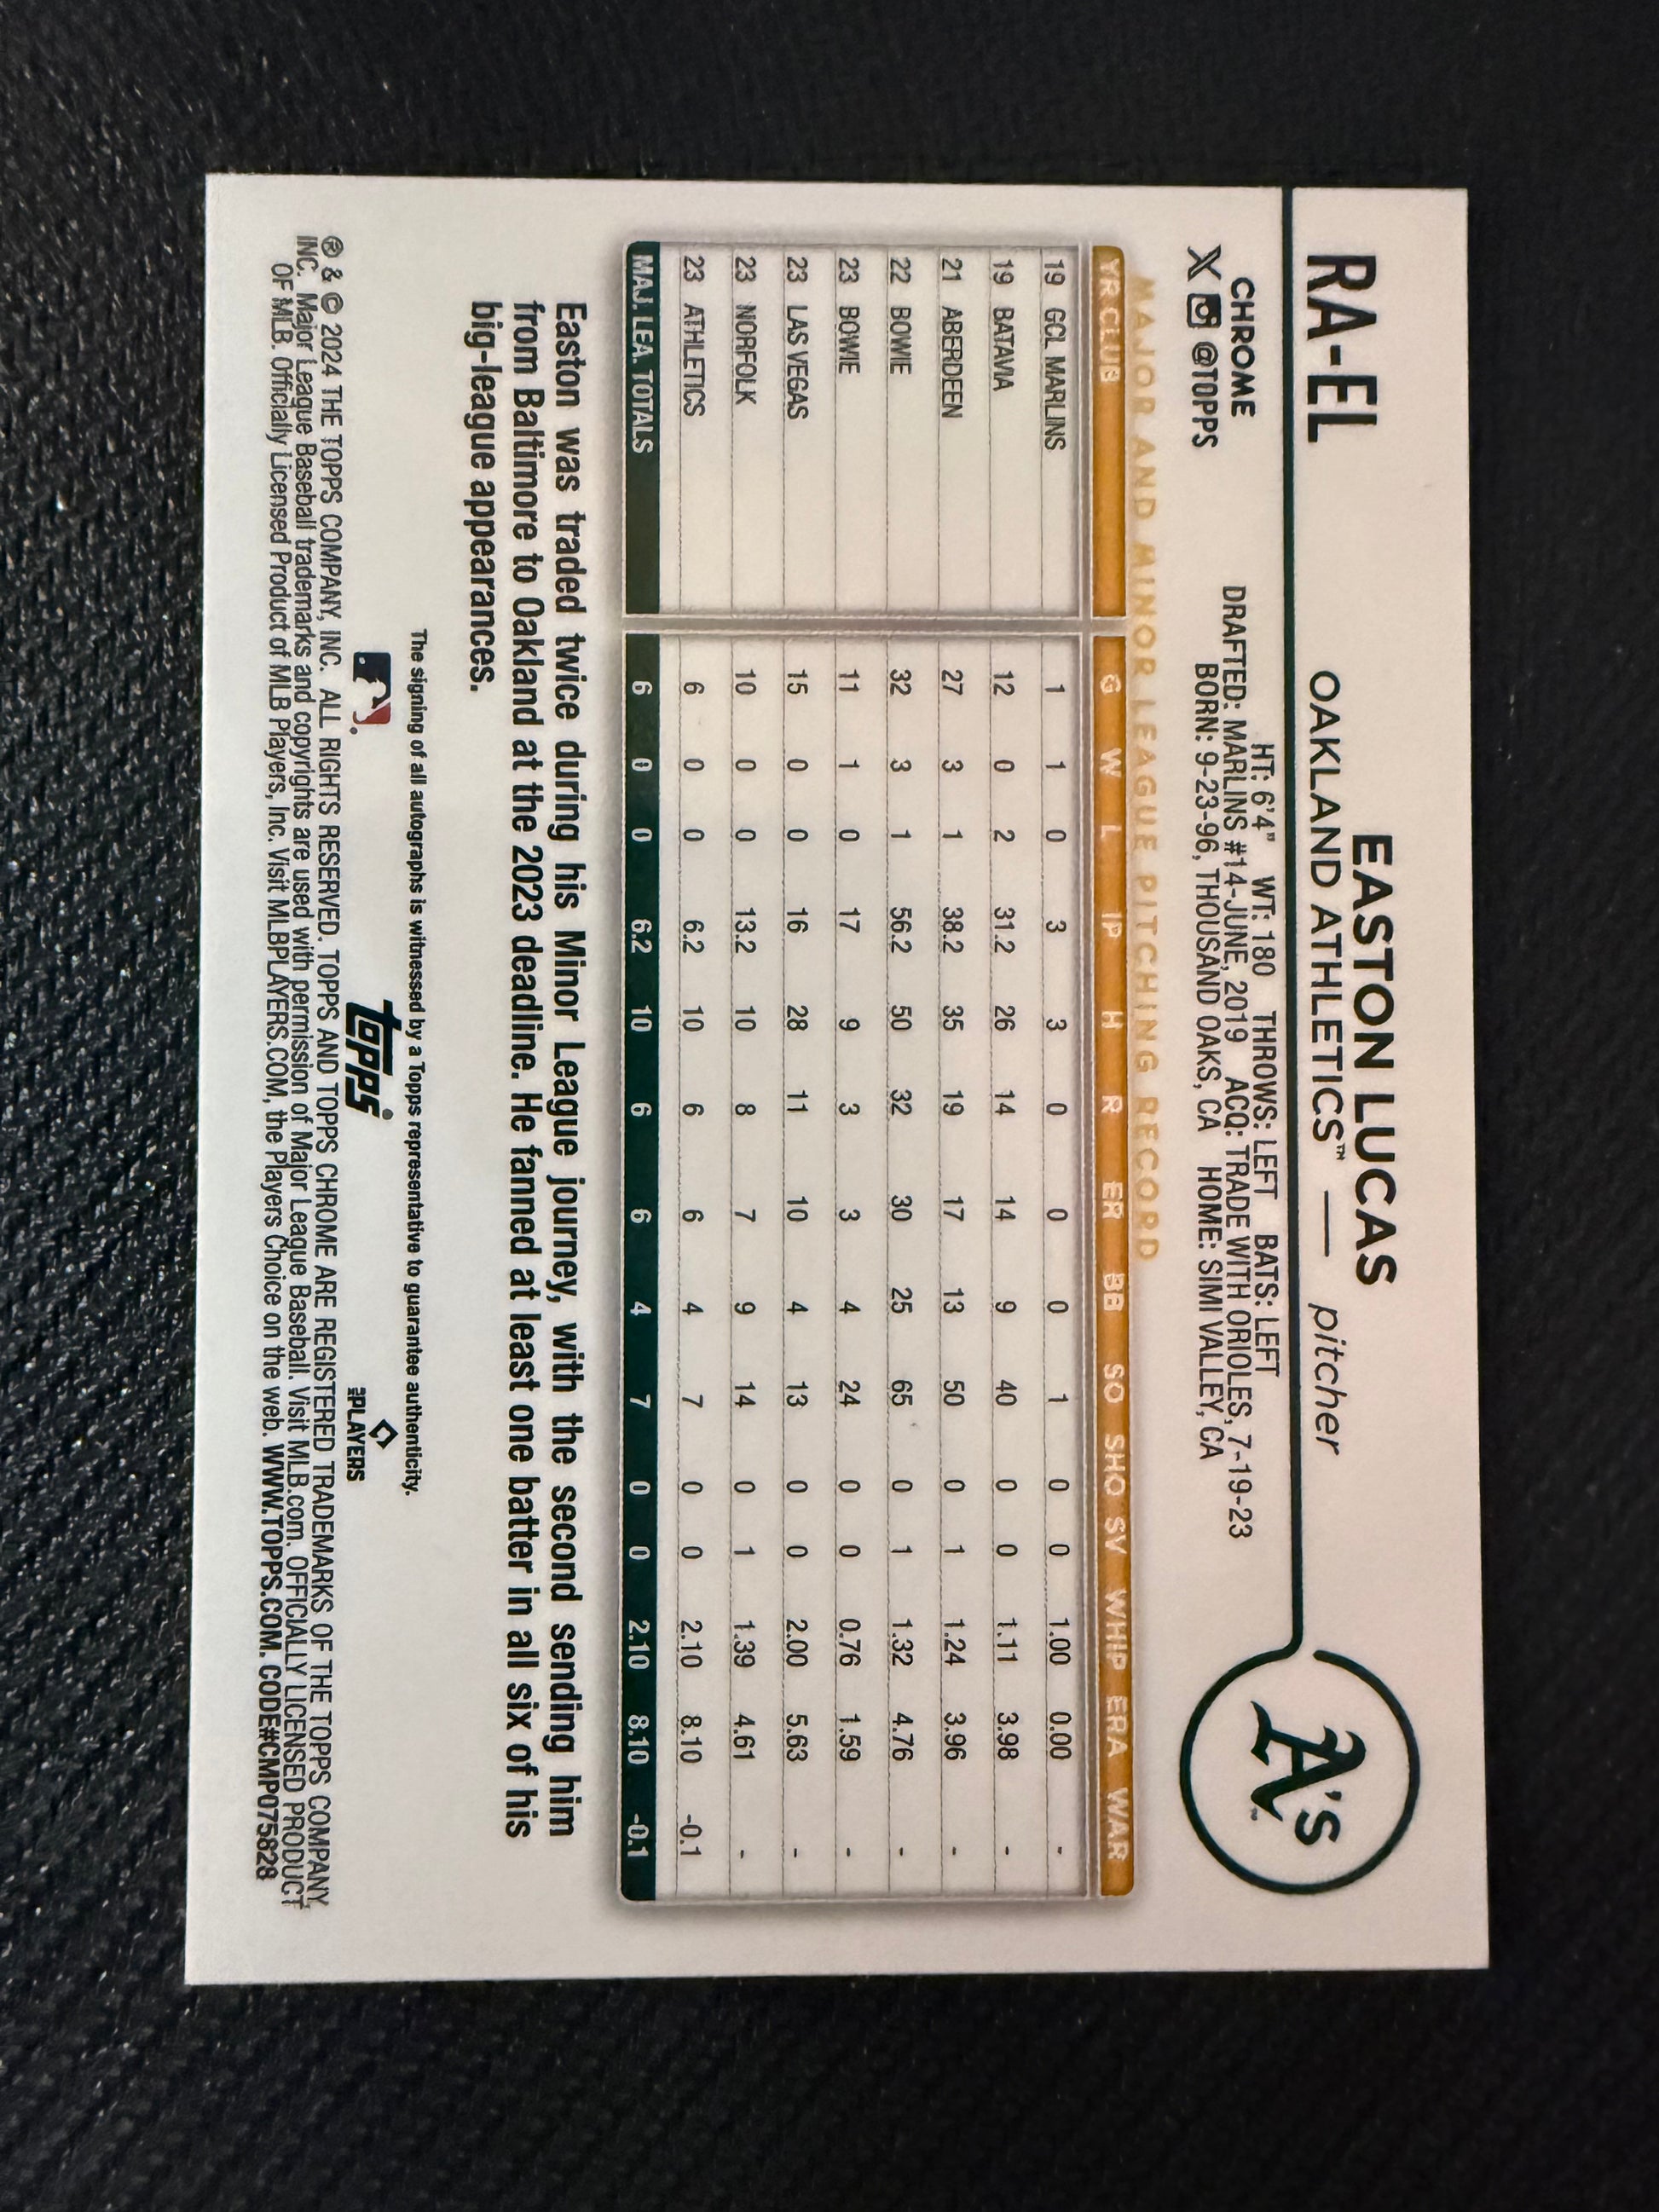 RA-EL
EASTON LUCAS
OAKLAND ATHLETICS™ — pitcher
A's™
CHROME
X @TOPPS
HT: 6'4" WT: 180 THROWS: LEFT BATS: LEFT
DRAFTED: MARLINS #14-JUNE, 2019 ACQ: TRADE WITH ORIOLES, 7-19-23
BORN: 9-23-96, THOUSAND OAKS, CA HOME: SIMI VALLEY, CA
MAJOR AND MINOR LEAGUE PITCHING RECORD
YR CLUB G W L IP H R ER BB SO SHO SV WHIP ERA WAR
19 GCL MARLINS 1 1 0 3 3 0 0 0 1 0 0 1.00 0.00 -
19 BATAVIA 12 0 2 31.2 26 14 14 9 40 0 0 1.11 3.98 -
21 ABERDEEN 27 3 1 38.2 35 19 17 13 50 0 1 1.24 3.96 -
22 BOWIE 32 3 1 56.2 50 32 30 25 65 0 1 1.32 4.76 -
23 BOWIE 11 1 0 17 9 3 3 4 24 0 0 0.76 1.59 -
23 LAS VEGAS 15 0 0 16 28 11 10 4 13 0 0 2.00 5.63 -
23 NORFOLK 10 0 0 13.2 10 8 7 9 14 0 1 1.39 4.61 -
23 ATHLETICS 6 0 0 6.2 10 6 6 4 7 0 0 2.10 8.10 -0.1
MAJ. LEA. TOTALS 6 0 0 6.2 10 6 6 4 7 0 0 2.10 8.10 -0.1
Easton was traded twice during his Minor League journey, with the second sending him
from Baltimore to Oakland at the 2023 deadline. He fanned at least one batter in all six of his
big-league appearances.
The signing of all autographs is witnessed by a Topps representative to guarantee authenticity.
topps®
PLAYERS
® & © 2024 THE TOPPS COMPANY, INC. ALL RIGHTS RESERVED. TOPPS AND TOPPS CHROME ARE REGISTERED TRADEMARKS OF THE TOPPS COMPANY,
INC. Major League Baseball trademarks and copyrights are used with permission of Major League Baseball. Visit MLB.com. OFFICIALLY LICENSED PRODUCT
OF MLB. Officially Licensed Product of MLB Players, Inc. Visit MLBPLAYERS.COM, the Players Choice on the web. WWW.TOPPS.COM. CODE#CMP075828